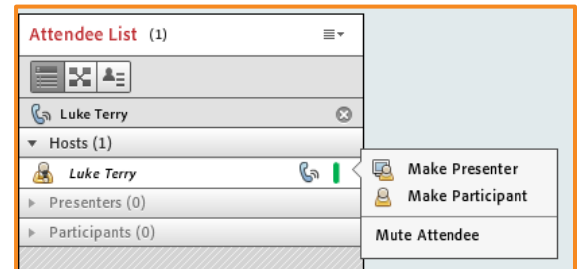 Attendee List (1)
Luke Terry
Hosts (1)
Luke Terry
Presenters (0)
Participants (0)
Make Presenter
Make Participant
Mute Attendee